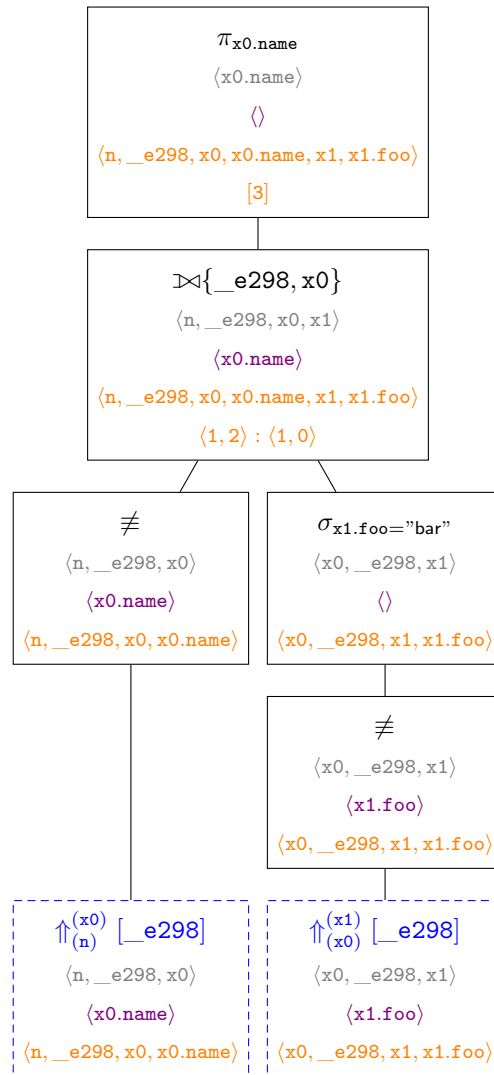 π x0.name
⟨x0.name⟩
⟨⟩
⟨n, __e298, x0, x0.name, x1, x1.foo⟩
[3]
⟕{__e298, x0}
⟨n, __e298, x0, x1⟩
⟨x0.name⟩
⟨n, __e298, x0, x0.name, x1, x1.foo⟩
⟨1, 2⟩ : ⟨1, 0⟩
≢
⟨n, __e298, x0⟩
⟨x0.name⟩
⟨n, __e298, x0, x0.name⟩
σ x1.foo="bar"
⟨x0, __e298, x1⟩
⟨⟩
⟨x0, __e298, x1, x1.foo⟩
≢
⟨x0, __e298, x1⟩
⟨x1.foo⟩
⟨x0, __e298, x1, x1.foo⟩
⇑(x0)(n) [__e298]
⟨n, __e298, x0⟩
⟨x0.name⟩
⟨n, __e298, x0, x0.name⟩
⇑(x1)(x0) [__e298]
⟨x0, __e298, x1⟩
⟨x1.foo⟩
⟨x0, __e298, x1, x1.foo⟩